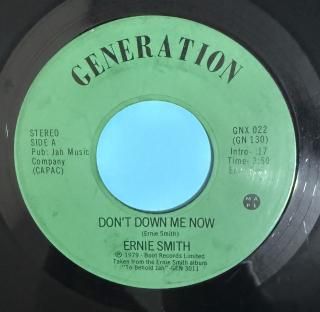 GENERATION
STEREO
SIDE A
Pub: Jah Music
Company
(CAPAC)
GNX 022
(GN 130)
Intro- :17
Time- 3:50
MAPL
DON'T DOWN ME NOW
(Ernie Smith)
ERNIE SMITH
℗ 1979 - Boot Records Limited
Taken from the Ernie Smith album
"To Behold Jah"-GEN 3011